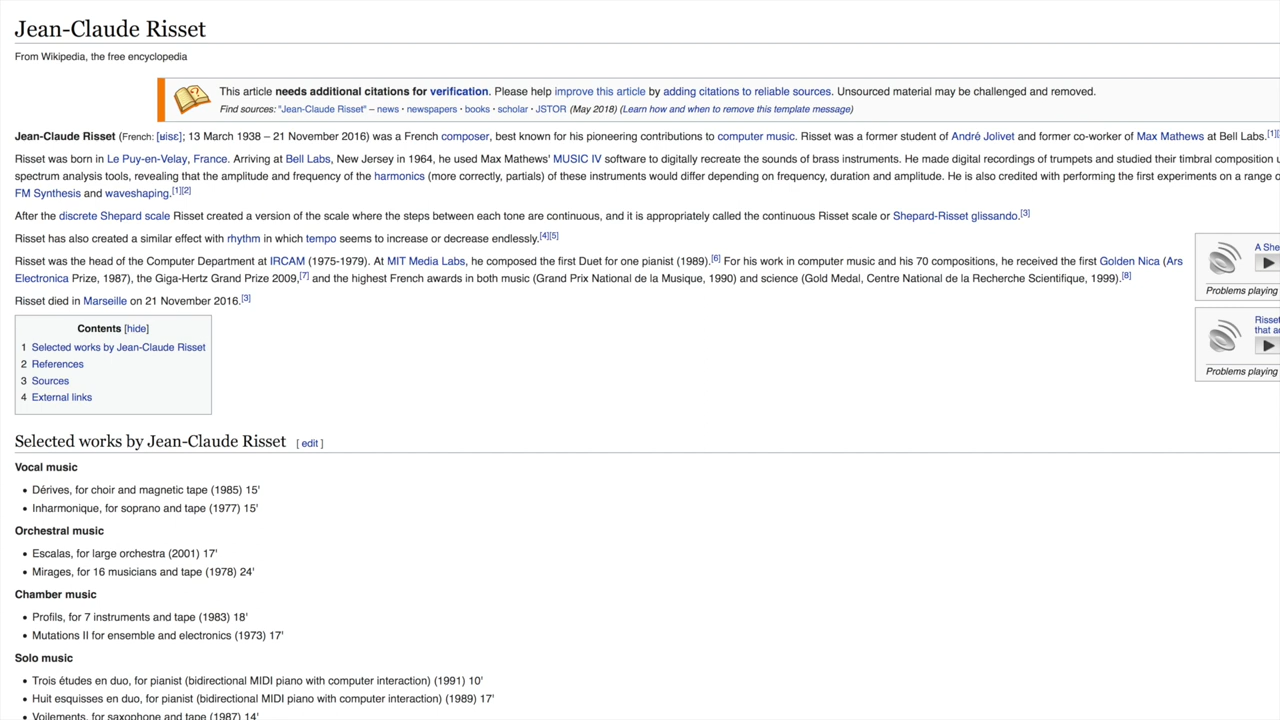 Jean-Claude Risset
From Wikipedia, the free encyclopedia
This article needs additional citations for verification. Please help improve this article by adding citations to reliable sources. Unsourced material may be challenged and removed.
Find sources: "Jean-Claude Risset" – news · newspapers · books · scholar · JSTOR (May 2018) (Learn how and when to remove this template message)
Jean-Claude Risset (French: [ʁisɛ]; 13 March 1938 – 21 November 2016) was a French composer, best known for his pioneering contributions to computer music. Risset was a former student of André Jolivet and former co-worker of Max Mathews at Bell Labs.[1]
Risset was born in Le Puy-en-Velay, France. Arriving at Bell Labs, New Jersey in 1964, he used Max Mathews' MUSIC IV software to digitally recreate the sounds of brass instruments. He made digital recordings of trumpets and studied their timbral composition
spectrum analysis tools, revealing that the amplitude and frequency of the harmonics (more correctly, partials) of these instruments would differ depending on frequency, duration and amplitude. He is also credited with performing the first experiments on a range
FM Synthesis and waveshaping.[1][2]
After the discrete Shepard scale Risset created a version of the scale where the steps between each tone are continuous, and it is appropriately called the continuous Risset scale or Shepard-Risset glissando.[3]
Risset has also created a similar effect with rhythm in which tempo seems to increase or decrease endlessly.[4][5]
Risset was the head of the Computer Department at IRCAM (1975-1979). At MIT Media Labs, he composed the first Duet for one pianist (1989).[6] For his work in computer music and his 70 compositions, he received the first Golden Nica (Ars
Electronica Prize, 1987), the Giga-Hertz Grand Prize 2009,[7] and the highest French awards in both music (Grand Prix National de la Musique, 1990) and science (Gold Medal, Centre National de la Recherche Scientifique, 1999).[8]
Risset died in Marseille on 21 November 2016.[3]
A She
Problems playing
Risset
that a
Problems playing
Contents [hide]
1 Selected works by Jean-Claude Risset
2 References
3 Sources
4 External links
Selected works by Jean-Claude Risset [ edit ]
Vocal music
• Dérives, for choir and magnetic tape (1985) 15'
• Inharmonique, for soprano and tape (1977) 15'
Orchestral music
• Escalas, for large orchestra (2001) 17'
• Mirages, for 16 musicians and tape (1978) 24'
Chamber music
• Profils, for 7 instruments and tape (1983) 18'
• Mutations II for ensemble and electronics (1973) 17'
Solo music
• Trois études en duo, for pianist (bidirectional MIDI piano with computer interaction) (1991) 10'
• Huit esquisses en duo, for pianist (bidirectional MIDI piano with computer interaction) (1989) 17'
• Voilements, for saxophone and tape (1987) 14'